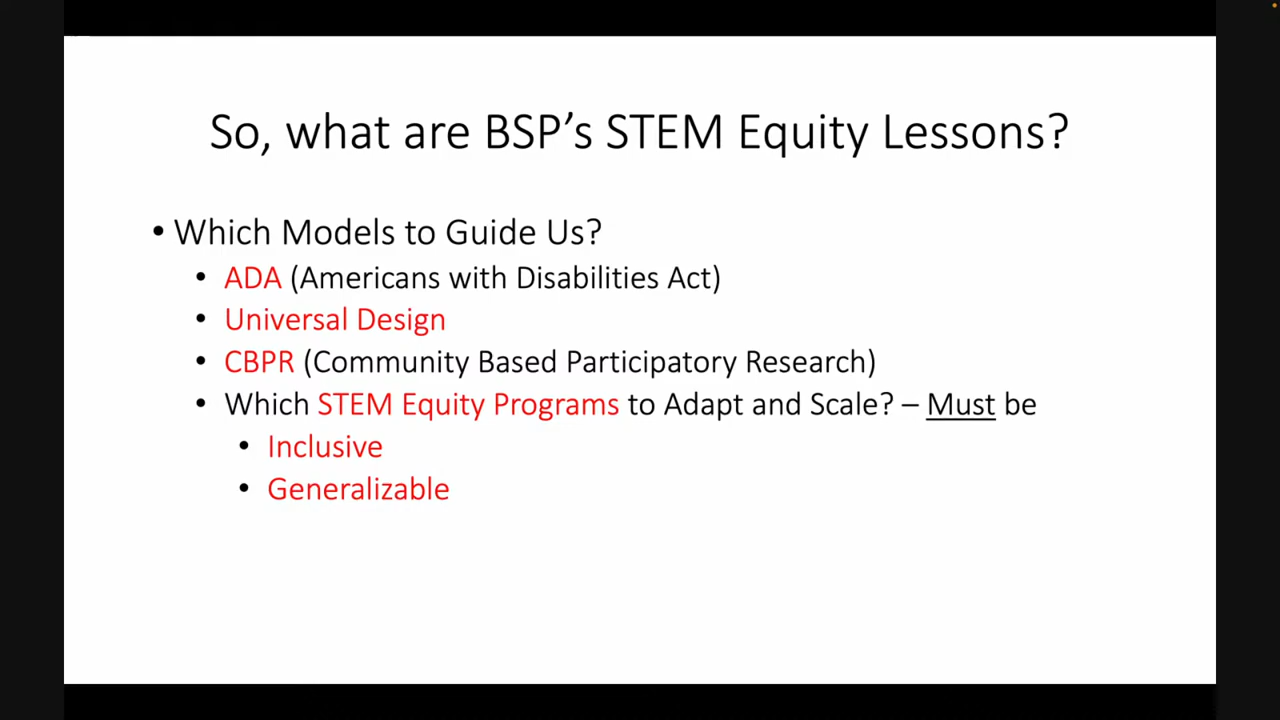 So, what are BSP’s STEM Equity Lessons?
• Which Models to Guide Us?
• ADA (Americans with Disabilities Act)
• Universal Design
• CBPR (Community Based Participatory Research)
• Which STEM Equity Programs to Adapt and Scale? – Must be
• Inclusive
• Generalizable